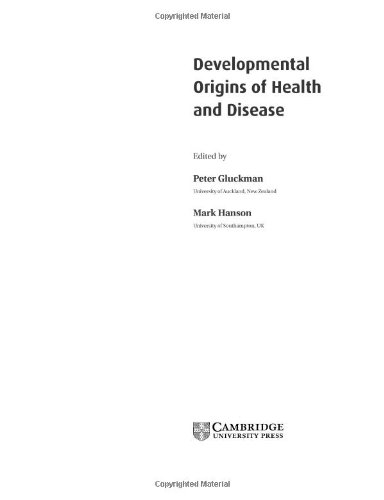 Copyrighted Material
Developmental
Origins of Health
and Disease
Edited by
Peter Gluckman
University of Auckland, New Zealand
Mark Hanson
University of Southampton, UK
CAMBRIDGE
UNIVERSITY PRESS
Copyrighted Material